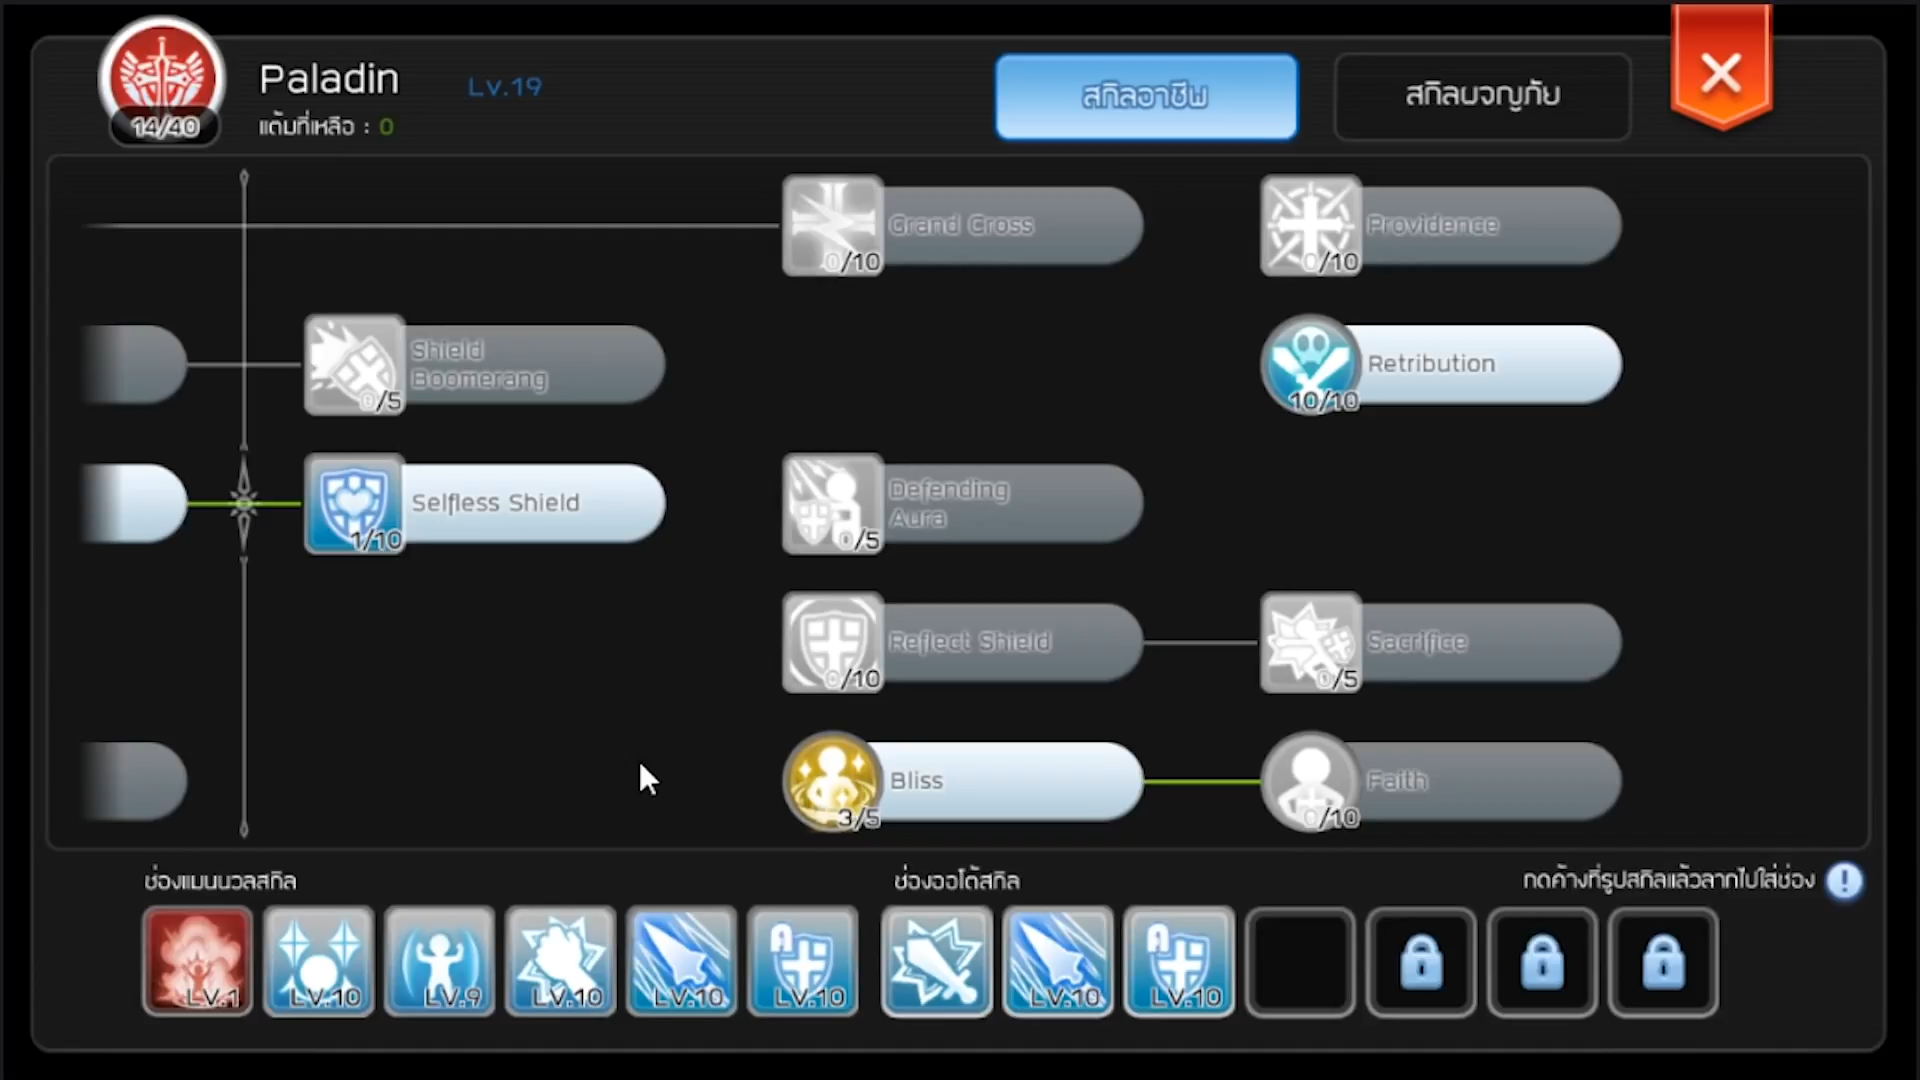 Paladin
Lv.19
14/40
แต้มที่เหลือ : 0
สกิลอาชีพ
สกิลผจญภัย
Grand Cross
0/10
Providence
0/10
Shield
Boomerang
0/5
Retribution
10/10
Selfless Shield
1/10
Defending
Aura
0/5
Reflect Shield
0/10
Sacrifice
0/5
Bliss
3/5
Faith
0/10
ช่องแมนนวลสกิล
ช่องออโต้สกิล
กดค้างที่รูปสกิลแล้วลากไปใส่ช่อง
LV.1
LV.10
LV.9
LV.10
LV.10
A
LV.10
LV.10
A
LV.10